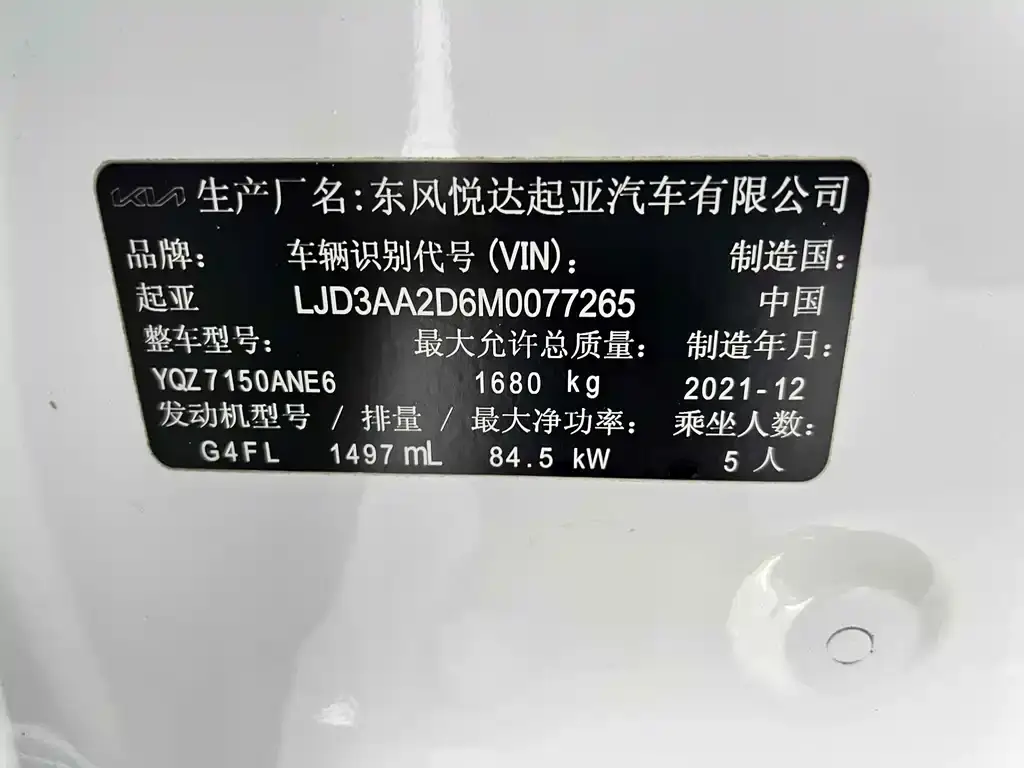 KIA 生产厂名:东风悦达起亚汽车有限公司
品牌: 车辆识别代号(VIN): 制造国:
起亚 LJD3AA2D6M0077265 中国
整车型号: 最大允许总质量: 制造年月:
YQZ7150ANE6 1680 kg 2021-12
发动机型号 / 排量 / 最大净功率: 乘坐人数:
G4FL 1497 mL 84.5 kW 5 人